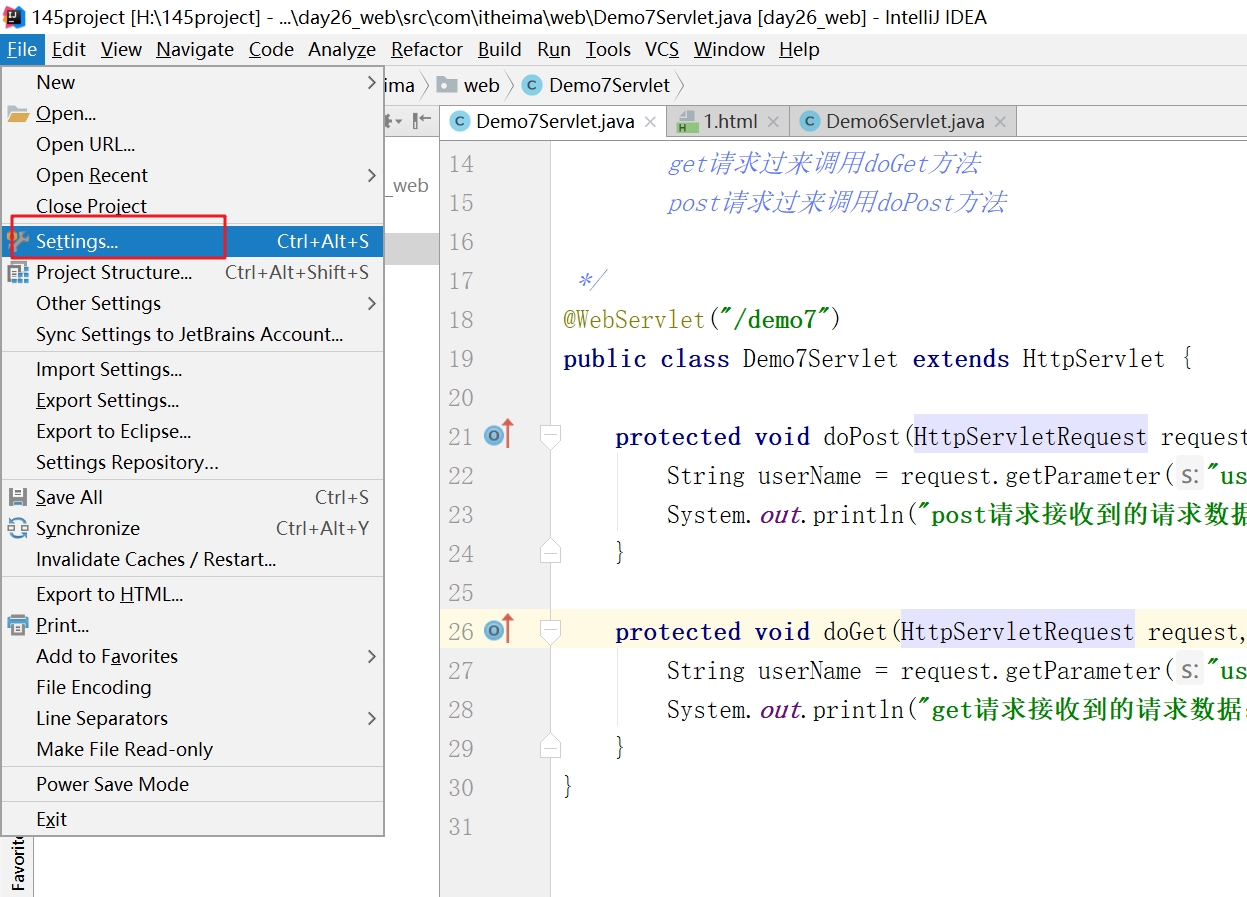 145project [H:\145project] - ...\day26_web\src\com\itheima\web\Demo7Servlet.java [day26_web] - IntelliJ IDEA
File Edit View Navigate Code Analyze Refactor Build Run Tools VCS Window Help
ima web C Demo7Servlet
C Demo7Servlet.java H 1.html C Demo6Servlet.java
New
Open...
Open URL...
Open Recent
Close Project
Settings... Ctrl+Alt+S
Project Structure... Ctrl+Alt+Shift+S
Other Settings
Sync Settings to JetBrains Account...
Import Settings...
Export Settings...
Export to Eclipse...
Settings Repository...
Save All Ctrl+S
Synchronize Ctrl+Alt+Y
Invalidate Caches / Restart...
Export to HTML...
Print...
Add to Favorites
File Encoding
Line Separators
Make File Read-only
Power Save Mode
Exit
_web
14 get请求过来调用doGet方法
15 post请求过来调用doPost方法
16
17 */
18 @WebServlet("/demo7")
19 public class Demo7Servlet extends HttpServlet {
20
21 protected void doPost(HttpServletRequest request
22 String userName = request.getParameter( s: "us
23 System.out.println("post请求接收到的请求数据
24 }
25
26 protected void doGet(HttpServletRequest request,
27 String userName = request.getParameter( s: "us
28 System.out.println("get请求接收到的请求数据:
29 }
30 }
31
Favorite